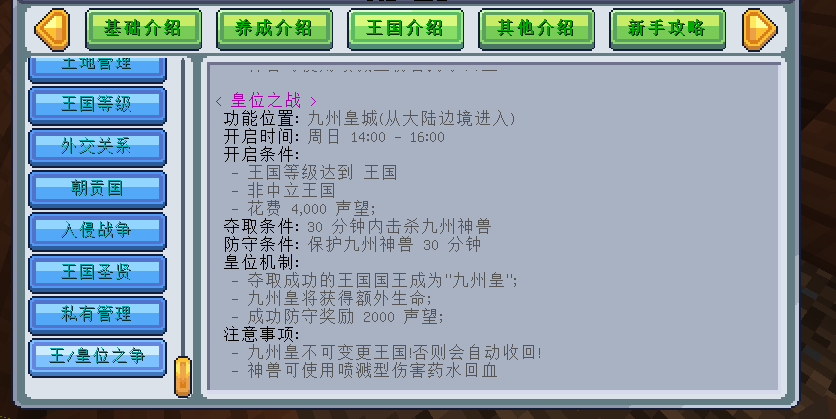 基础介绍
养成介绍
王国介绍
其他介绍
新手攻略
土地管理
王国等级
外交关系
朝贡国
入侵战争
王国圣贤
私有管理
王/皇位之争
< 皇位之战 >
功能位置: 九州皇城(从大陆边境进入)
开启时间: 周日 14:00 - 16:00
开启条件:
- 王国等级达到 王国
- 非中立王国
- 花费 4,000 声望;
夺取条件: 30 分钟内击杀九州神兽
防守条件: 保护九州神兽 30 分钟
皇位机制:
- 夺取成功的王国国王成为"九州皇";
- 九州皇将获得额外生命;
- 成功防守奖励 2000 声望;
注意事项:
- 九州皇不可变更王国!否则会自动收回!
- 神兽可使用喷溅型伤害药水回血